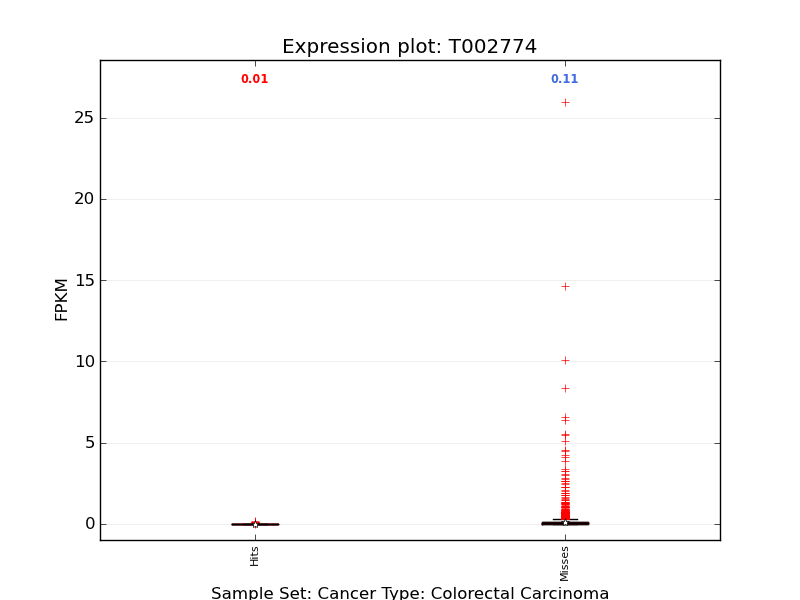 Expression plot: T002774
0.01
0.11
25
20
15
10
5
0
FPKM
Hits
Misses
Sample Set: Cancer Type: Colorectal Carcinoma